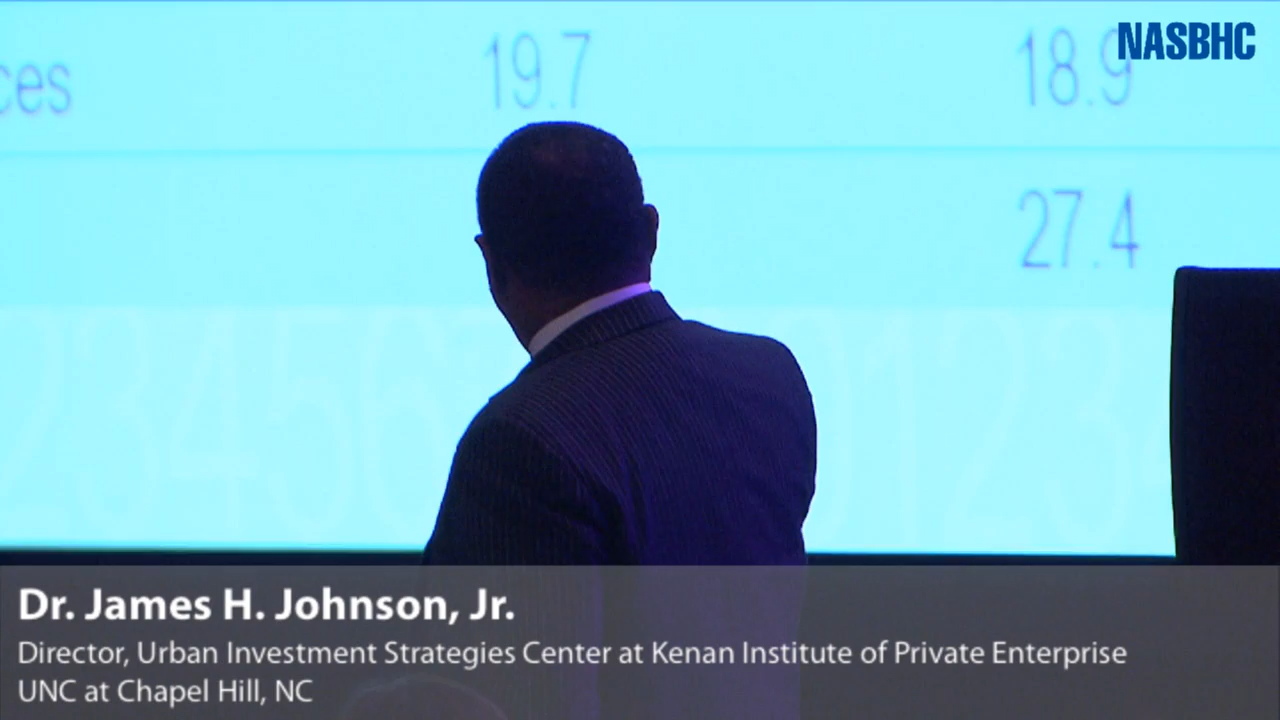 NASBHC
ces 19.7 18.9
27.4
Dr. James H. Johnson, Jr.
Director, Urban Investment Strategies Center at Kenan Institute of Private Enterprise
UNC at Chapel Hill, NC